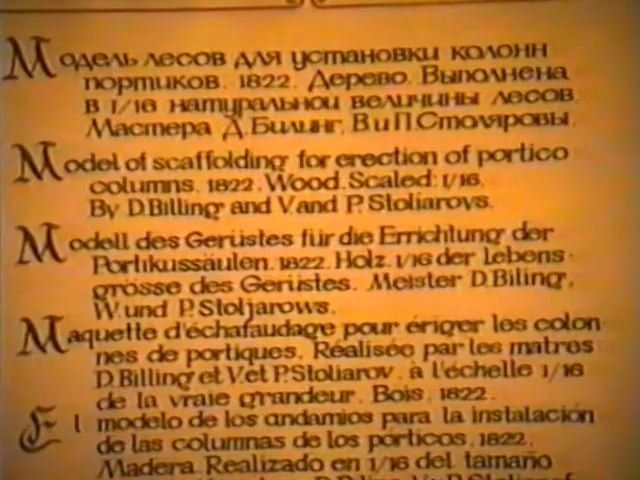 Модель лесов для установки колонн
портиков. 1822. Дерево. Выполнена
в 1/16 натуральной величины лесов.
Мастера Д.Билинг, В и П.Столяровы.
Model of scaffolding for erection of portico
columns. 1822. Wood. Scaled: 1/16.
By D.Billing and V.and P.Stoliarovs.
Modell des Gerüstes für die Errichtung der
Portikussäulen. 1822. Holz. 1/16 der lebens-
grösse des Gerüstes. Meister D.Biling,
W.und P.Stoljarows.
Maquette d'échafaudage pour ériger les colon-
nes de portiques. Réalisée par les matres
D.Billing et V.et P.Stoliarov, à l'échelle 1/16
de la vraie grandeur. Bois. 1822.
El modelo de los andamios para la instalación
de las columnas de los pórticos. 1822.
Madera. Realizado en 1/16 del tamaño